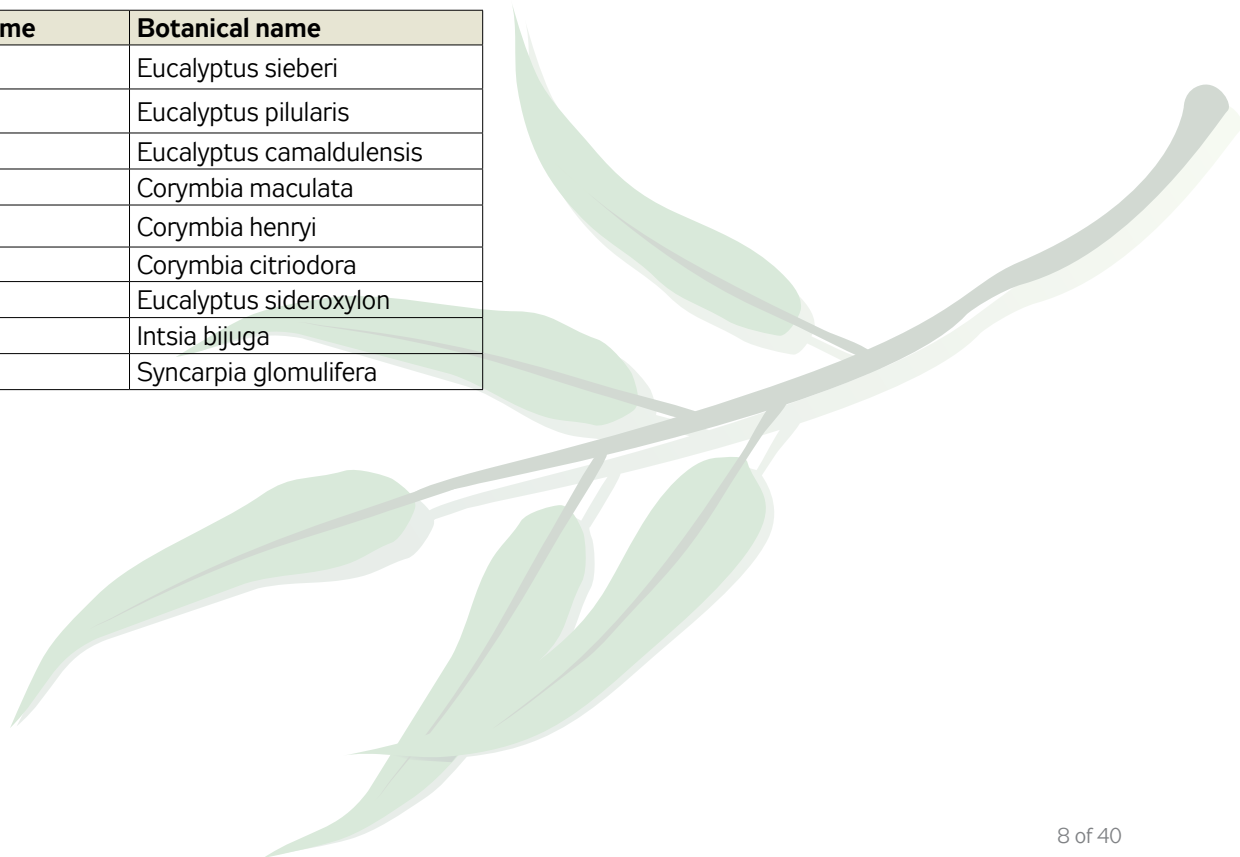 me Botanical name
Eucalyptus sieberi
Eucalyptus pilularis
Eucalyptus camaldulensis
Corymbia maculata
Corymbia henryi
Corymbia citriodora
Eucalyptus sideroxylon
Intsia bijuga
Syncarpia glomulifera
8 of 40